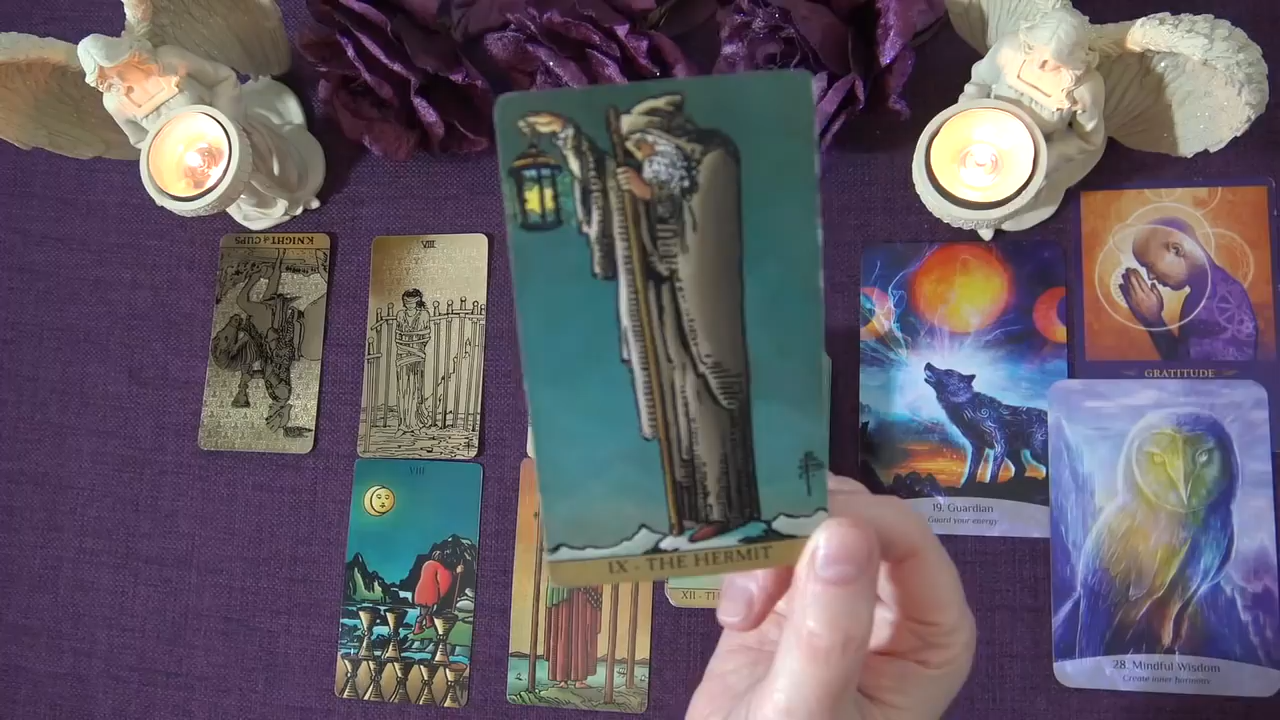 KNIGHT of CUPS
VIII
VIII
IX - THE HERMIT
XII - TH
19. Guardian
Guard your energy
GRATITUDE
28. Mindful Wisdom
Create inner harmony